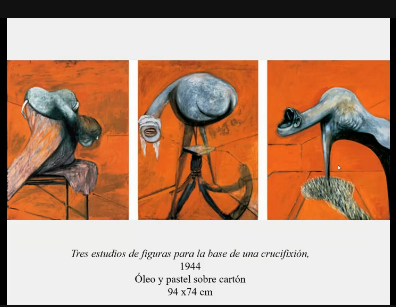 Tres estudios de figuras para la base de una crucifixión,
1944
Óleo y pastel sobre cartón
94 x74 cm